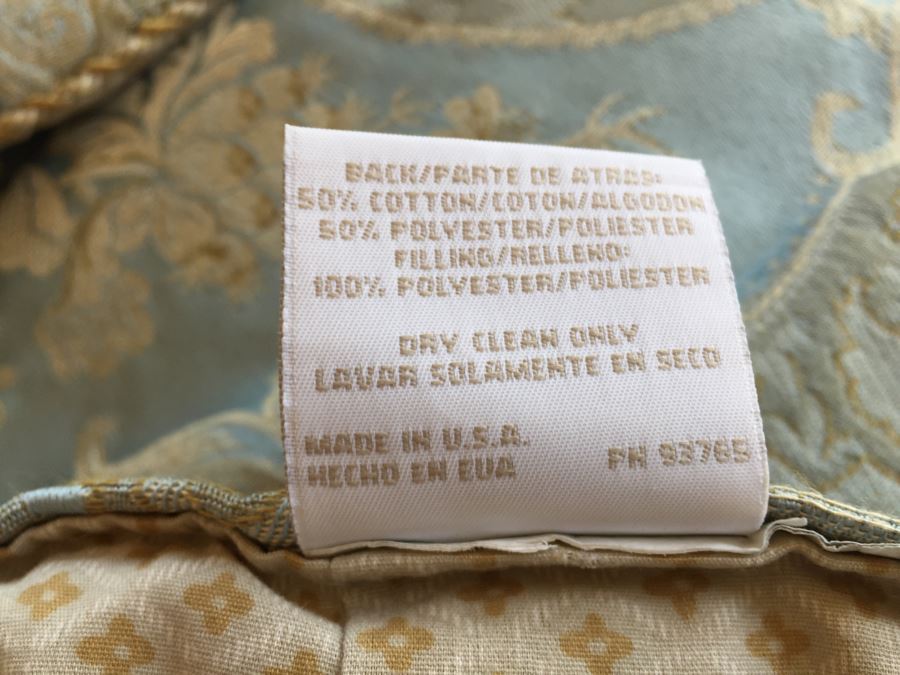 BACK/PARTE DE ATRAS:
50% COTTON/COTON/ALGODON
50% POLYESTER/POLIESTER
FILLING/RELLENO:
100% POLYESTER/POLIESTER
DRY CLEAN ONLY
LAVAR SOLAMENTE EN SECO
MADE IN U.S.A.
HECHO EN EUA PN 93765